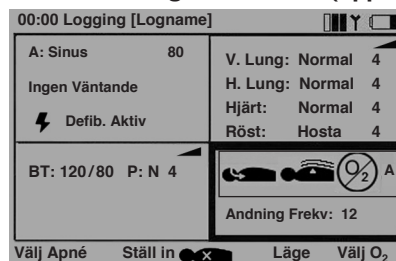 00:00 Logging [Logname]
A: Sinus 80
Ingen Väntande
Defib. Aktiv
V. Lung: Normal 4
H. Lung: Normal 4
Hjärt: Normal 4
Röst: Hosta 4
BT: 120/80 P: N 4
O₂ A
Andning Frekv: 12
Välj Apné Ställ in Läge Välj O₂